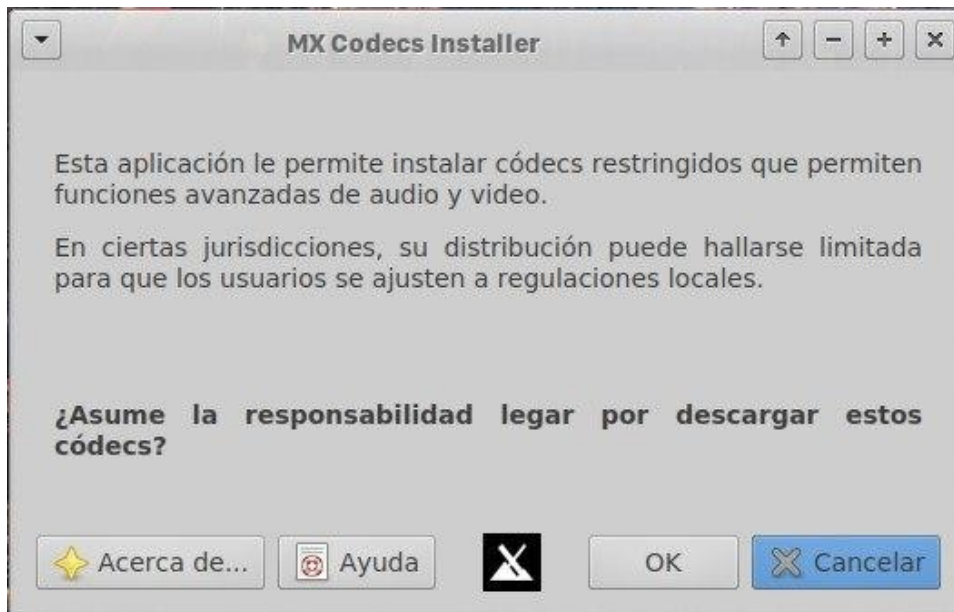 MX Codecs Installer
Esta aplicación le permite instalar códecs restringidos que permiten
funciones avanzadas de audio y video.
En ciertas jurisdicciones, su distribución puede hallarse limitada
para que los usuarios se ajusten a regulaciones locales.
¿Asume la responsabilidad legar por descargar estos
códecs?
Acerca de... Ayuda OK Cancelar